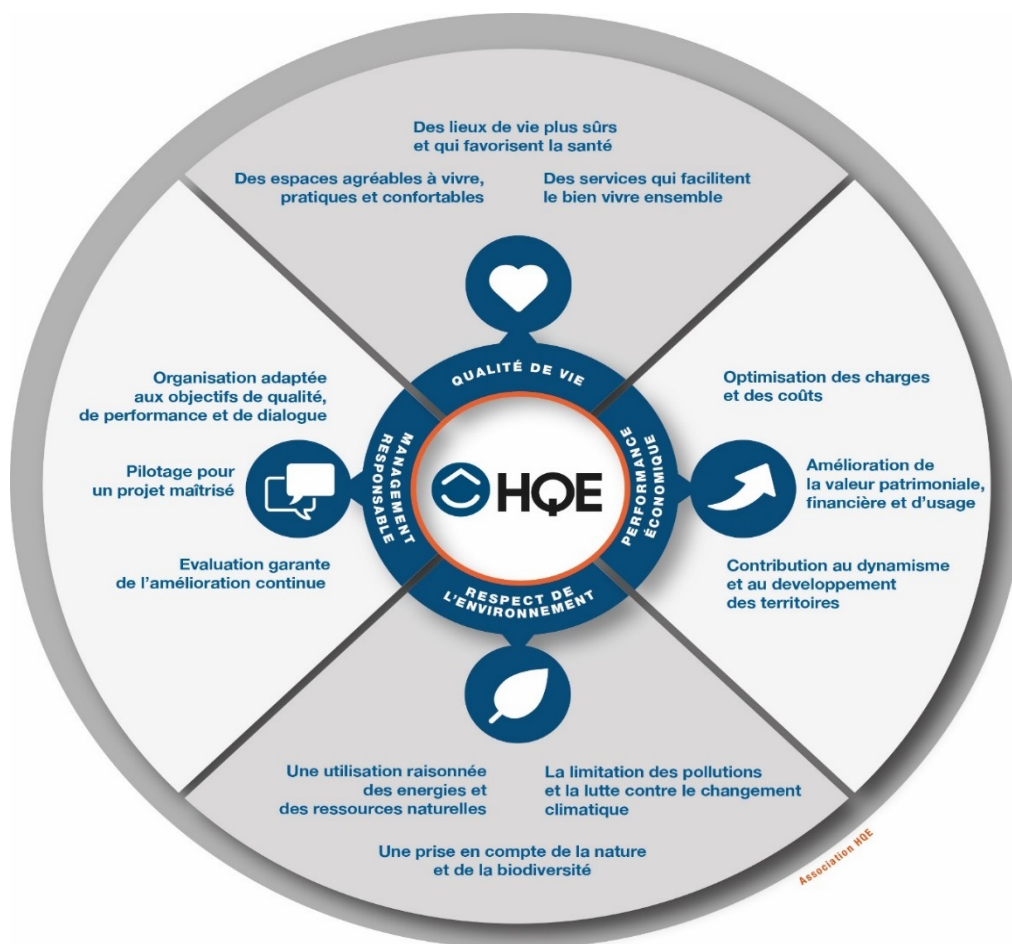 Des lieux de vie plus sûrs
et qui favorisent la santé
Des espaces agréables à vivre,
pratiques et confortables
Des services qui facilitent
le bien vivre ensemble
QUALITÉ DE VIE
Organisation adaptée
aux objectifs de qualité,
de performance et de dialogue
Pilotage pour
un projet maîtrisé
Evaluation garante
de l'amélioration continue
MANAGEMENT
RESPONSABLE
HQE
PERFORMANCE
ÉCONOMIQUE
Optimisation des charges
et des coûts
Amélioration de
la valeur patrimoniale,
financière et d'usage
Contribution au dynamisme
et au developpement
des territoires
RESPECT DE
L'ENVIRONNEMENT
Une utilisation raisonnée
des energies et
des ressources naturelles
La limitation des pollutions
et la lutte contre le changement
climatique
Une prise en compte de la nature
et de la biodiversité
Association HQE